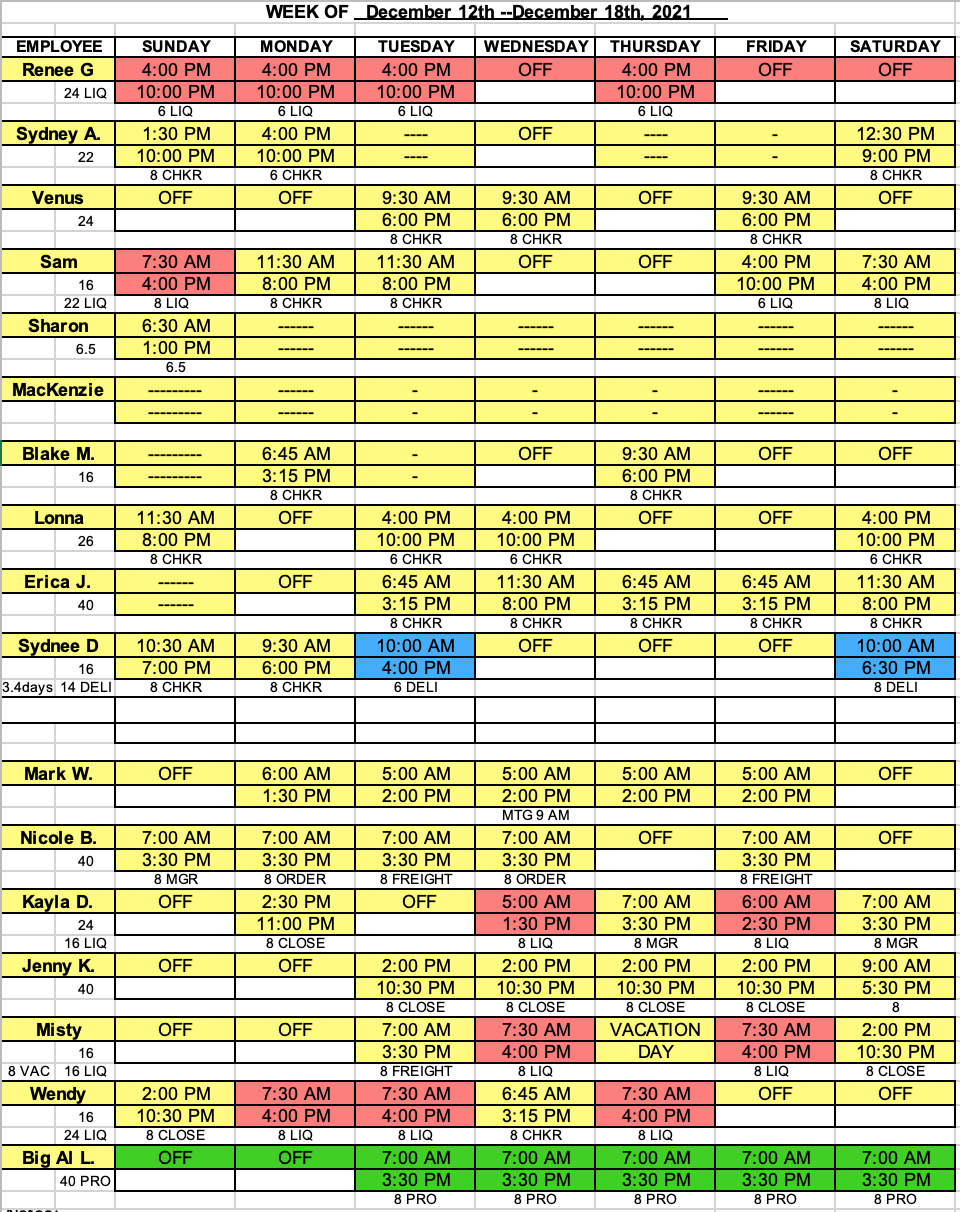 WEEK OF December 12th --December 18th, 2021
EMPLOYEE SUNDAY MONDAY TUESDAY WEDNESDAY THURSDAY FRIDAY SATURDAY
Renee G 4:00 PM 4:00 PM 4:00 PM OFF 4:00 PM OFF OFF
24 LIQ 10:00 PM 10:00 PM 10:00 PM 10:00 PM
6 LIQ 6 LIQ 6 LIQ 6 LIQ
Sydney A. 1:30 PM 4:00 PM ---- OFF ---- - 12:30 PM
22 10:00 PM 10:00 PM ---- ---- - 9:00 PM
8 CHKR 6 CHKR 8 CHKR
Venus OFF OFF 9:30 AM 9:30 AM OFF 9:30 AM OFF
24 6:00 PM 6:00 PM 6:00 PM
8 CHKR 8 CHKR 8 CHKR
Sam 7:30 AM 11:30 AM 11:30 AM OFF OFF 4:00 PM 7:30 AM
16 4:00 PM 8:00 PM 8:00 PM 10:00 PM 4:00 PM
22 LIQ 8 LIQ 8 CHKR 8 CHKR 6 LIQ 8 LIQ
Sharon 6:30 AM ------ ------ ------ ------ ------ ------
6.5 1:00 PM ------ ------ ------ ------ ------ ------
6.5
MacKenzie --------- ------ - - - ------ -
--------- ------ - - - ------ -
Blake M. --------- 6:45 AM - OFF 9:30 AM OFF OFF
16 --------- 3:15 PM - 6:00 PM
8 CHKR 8 CHKR
Lonna 11:30 AM OFF 4:00 PM 4:00 PM OFF OFF 4:00 PM
26 8:00 PM 10:00 PM 10:00 PM 10:00 PM
8 CHKR 6 CHKR 6 CHKR 6 CHKR
Erica J. ------ OFF 6:45 AM 11:30 AM 6:45 AM 6:45 AM 11:30 AM
40 ------ 3:15 PM 8:00 PM 3:15 PM 3:15 PM 8:00 PM
8 CHKR 8 CHKR 8 CHKR 8 CHKR 8 CHKR
Sydnee D 10:30 AM 9:30 AM 10:00 AM OFF OFF OFF 10:00 AM
16 7:00 PM 6:00 PM 4:00 PM 6:30 PM
3.4days 14 DELI 8 CHKR 8 CHKR 6 DELI 8 DELI
Mark W. OFF 6:00 AM 5:00 AM 5:00 AM 5:00 AM 5:00 AM OFF
1:30 PM 2:00 PM 2:00 PM 2:00 PM 2:00 PM
MTG 9 AM
Nicole B. 7:00 AM 7:00 AM 7:00 AM 7:00 AM OFF 7:00 AM OFF
40 3:30 PM 3:30 PM 3:30 PM 3:30 PM 3:30 PM
8 MGR 8 ORDER 8 FREIGHT 8 ORDER 8 FREIGHT
Kayla D. OFF 2:30 PM OFF 5:00 AM 7:00 AM 6:00 AM 7:00 AM
24 11:00 PM 1:30 PM 3:30 PM 2:30 PM 3:30 PM
16 LIQ 8 CLOSE 8 LIQ 8 MGR 8 LIQ 8 MGR
Jenny K. OFF OFF 2:00 PM 2:00 PM 2:00 PM 2:00 PM 9:00 AM
40 10:30 PM 10:30 PM 10:30 PM 10:30 PM 5:30 PM
8 CLOSE 8 CLOSE 8 CLOSE 8 CLOSE 8
Misty OFF OFF 7:00 AM 7:30 AM VACATION 7:30 AM 2:00 PM
16 3:30 PM 4:00 PM DAY 4:00 PM 10:30 PM
8 VAC 16 LIQ 8 FREIGHT 8 LIQ 8 LIQ 8 CLOSE
Wendy 2:00 PM 7:30 AM 7:30 AM 6:45 AM 7:30 AM OFF OFF
16 10:30 PM 4:00 PM 4:00 PM 3:15 PM 4:00 PM
24 LIQ 8 CLOSE 8 LIQ 8 LIQ 8 CHKR 8 LIQ
Big Al L. OFF OFF 7:00 AM 7:00 AM 7:00 AM 7:00 AM 7:00 AM
40 PRO 3:30 PM 3:30 PM 3:30 PM 3:30 PM 3:30 PM
8 PRO 8 PRO 8 PRO 8 PRO 8 PRO